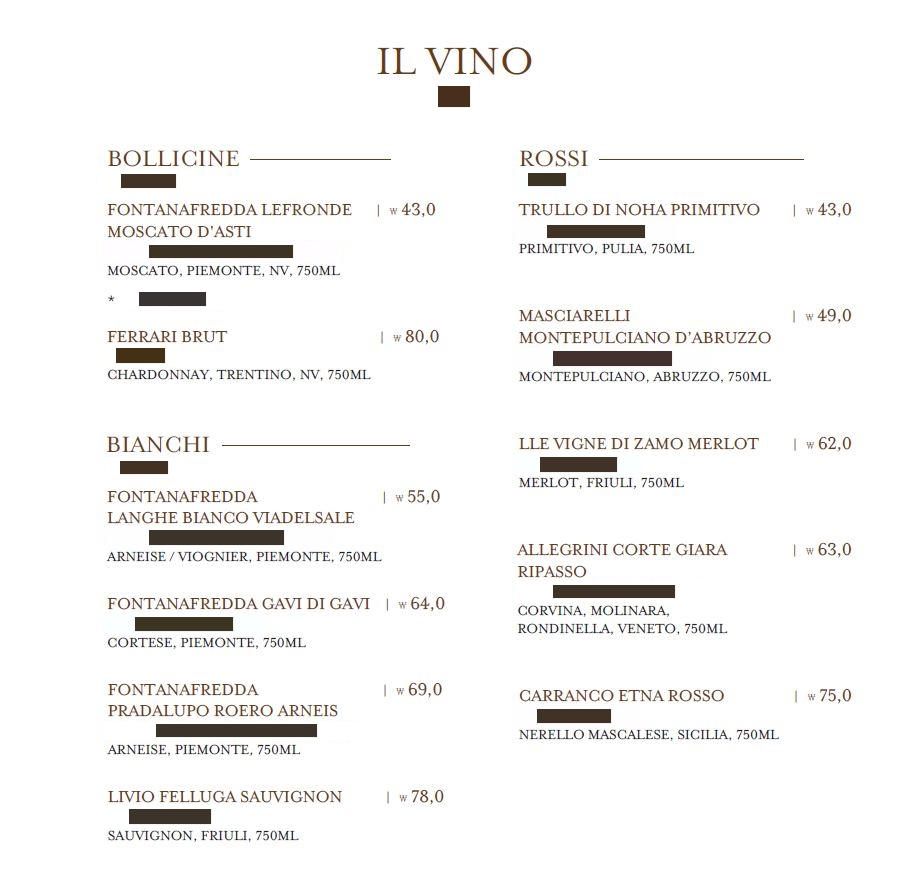 IL VINO
BOLLICINE
FONTANAFREDDA LEFRONDE | ₩ 43,0
MOSCATO D'ASTI
MOSCATO, PIEMONTE, NV, 750ML
*
FERRARI BRUT | ₩ 80,0
CHARDONNAY, TRENTINO, NV, 750ML
BIANCHI
FONTANAFREDDA | ₩ 55,0
LANGHE BIANCO VIADELSALE
ARNEISE / VIOGNIER, PIEMONTE, 750ML
FONTANAFREDDA GAVI DI GAVI | ₩ 64,0
CORTESE, PIEMONTE, 750ML
FONTANAFREDDA | ₩ 69,0
PRADALUPO ROERO ARNEIS
ARNEISE, PIEMONTE, 750ML
LIVIO FELLUGA SAUVIGNON | ₩ 78,0
SAUVIGNON, FRIULI, 750ML
ROSSI
TRULLO DI NOHA PRIMITIVO | ₩ 43,0
PRIMITIVO, PULIA, 750ML
MASCIARELLI | ₩ 49,0
MONTEPULCIANO D'ABRUZZO
MONTEPULCIANO, ABRUZZO, 750ML
LLE VIGNE DI ZAMO MERLOT | ₩ 62,0
MERLOT, FRIULI, 750ML
ALLEGRINI CORTE GIARA | ₩ 63,0
RIPASSO
CORVINA, MOLINARA,
RONDINELLA, VENETO, 750ML
CARRANCO ETNA ROSSO | ₩ 75,0
NERELLO MASCALESE, SICILIA, 750ML